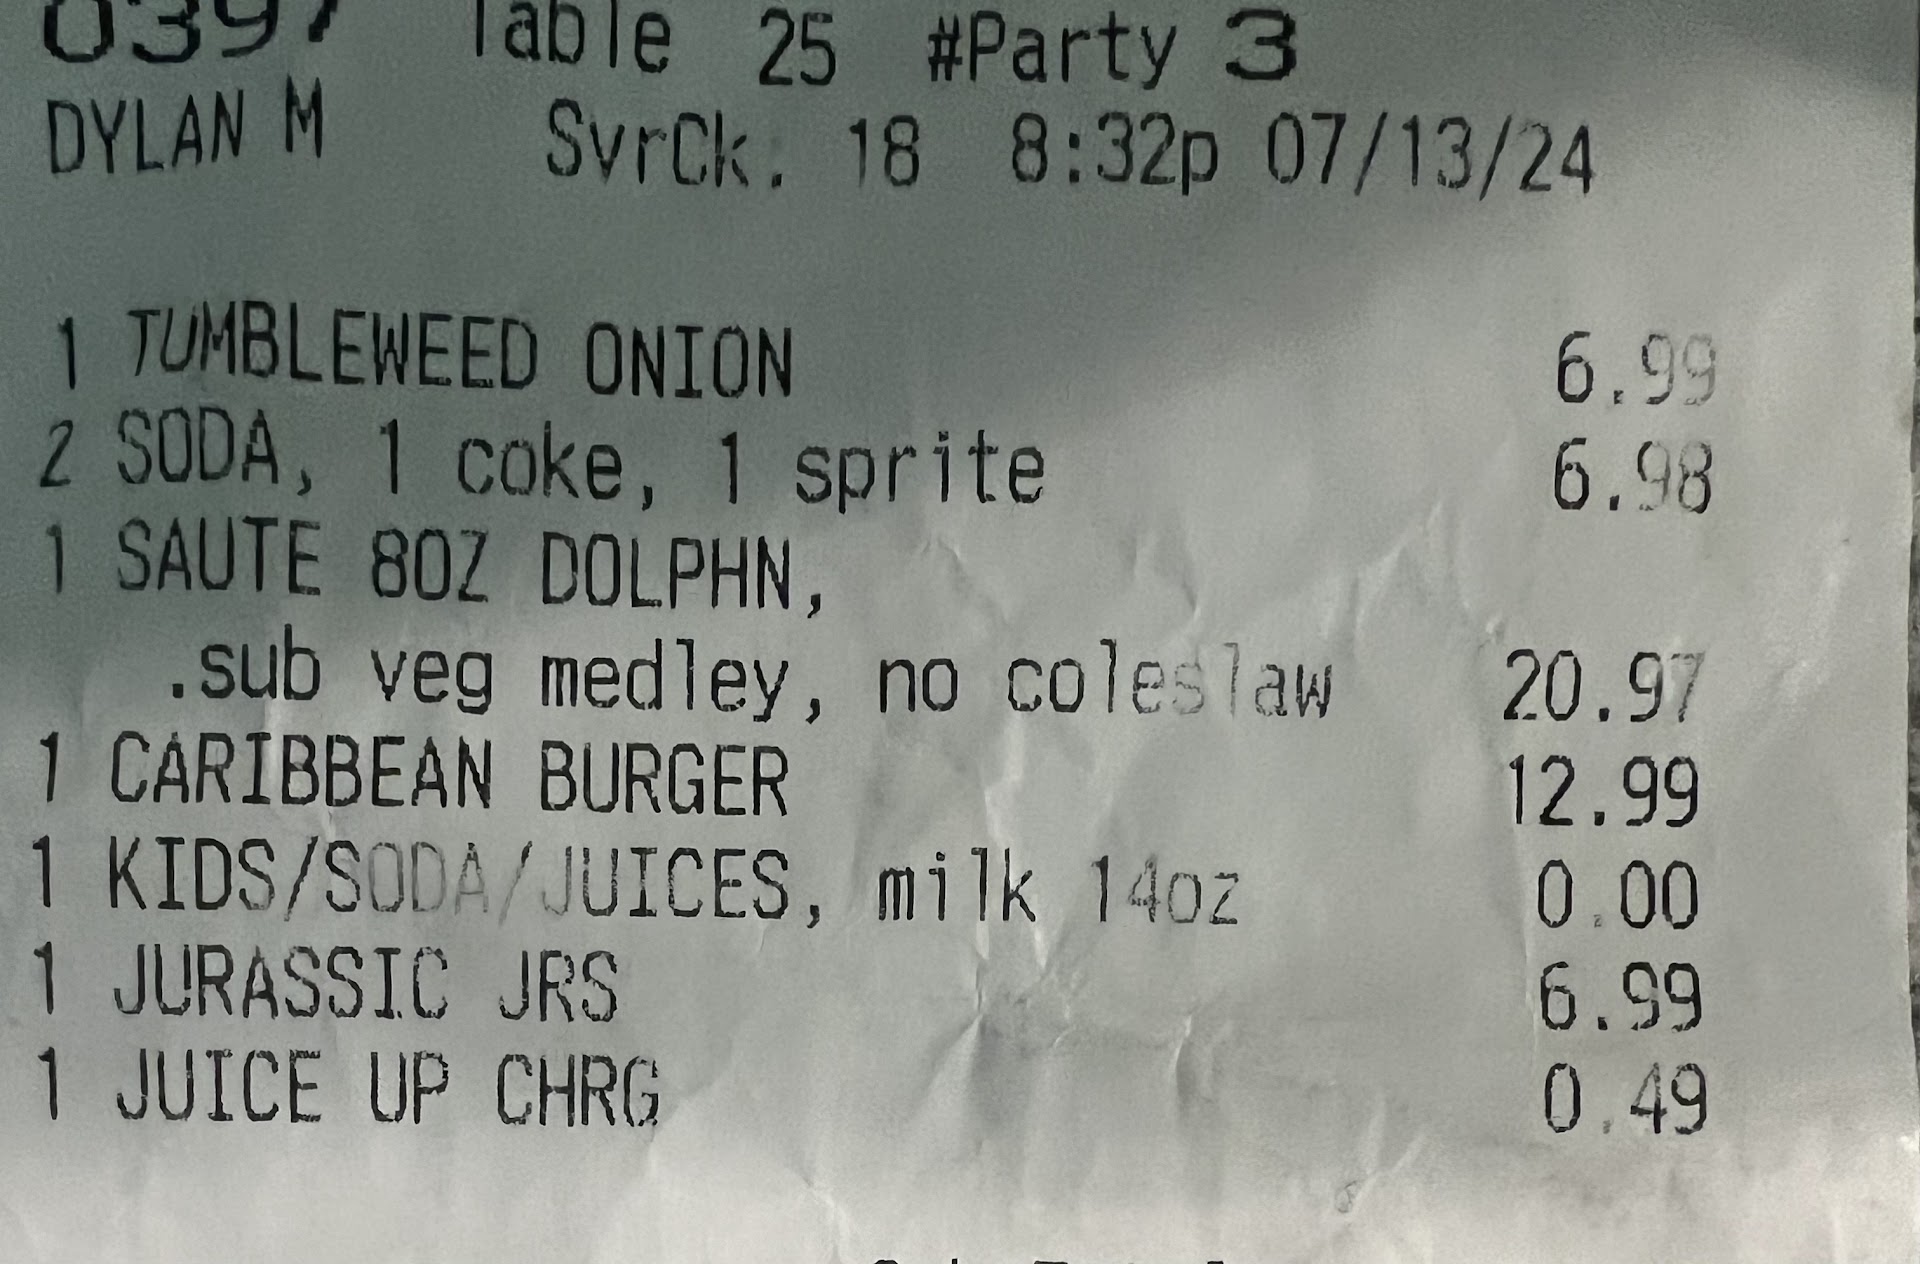 0397 Table 25 #Party 3
DYLAN M SvrCk: 18 8:32p 07/13/24
1 TUMBLEWEED ONION 6.99
2 SODA, 1 coke, 1 sprite 6.98
1 SAUTE 8OZ DOLPHN,
.sub veg medley, no coleslaw 20.97
1 CARIBBEAN BURGER 12.99
1 KIDS/SODA/JUICES, milk 14oz 0.00
1 JURASSIC JRS 6.99
1 JUICE UP CHRG 0.49